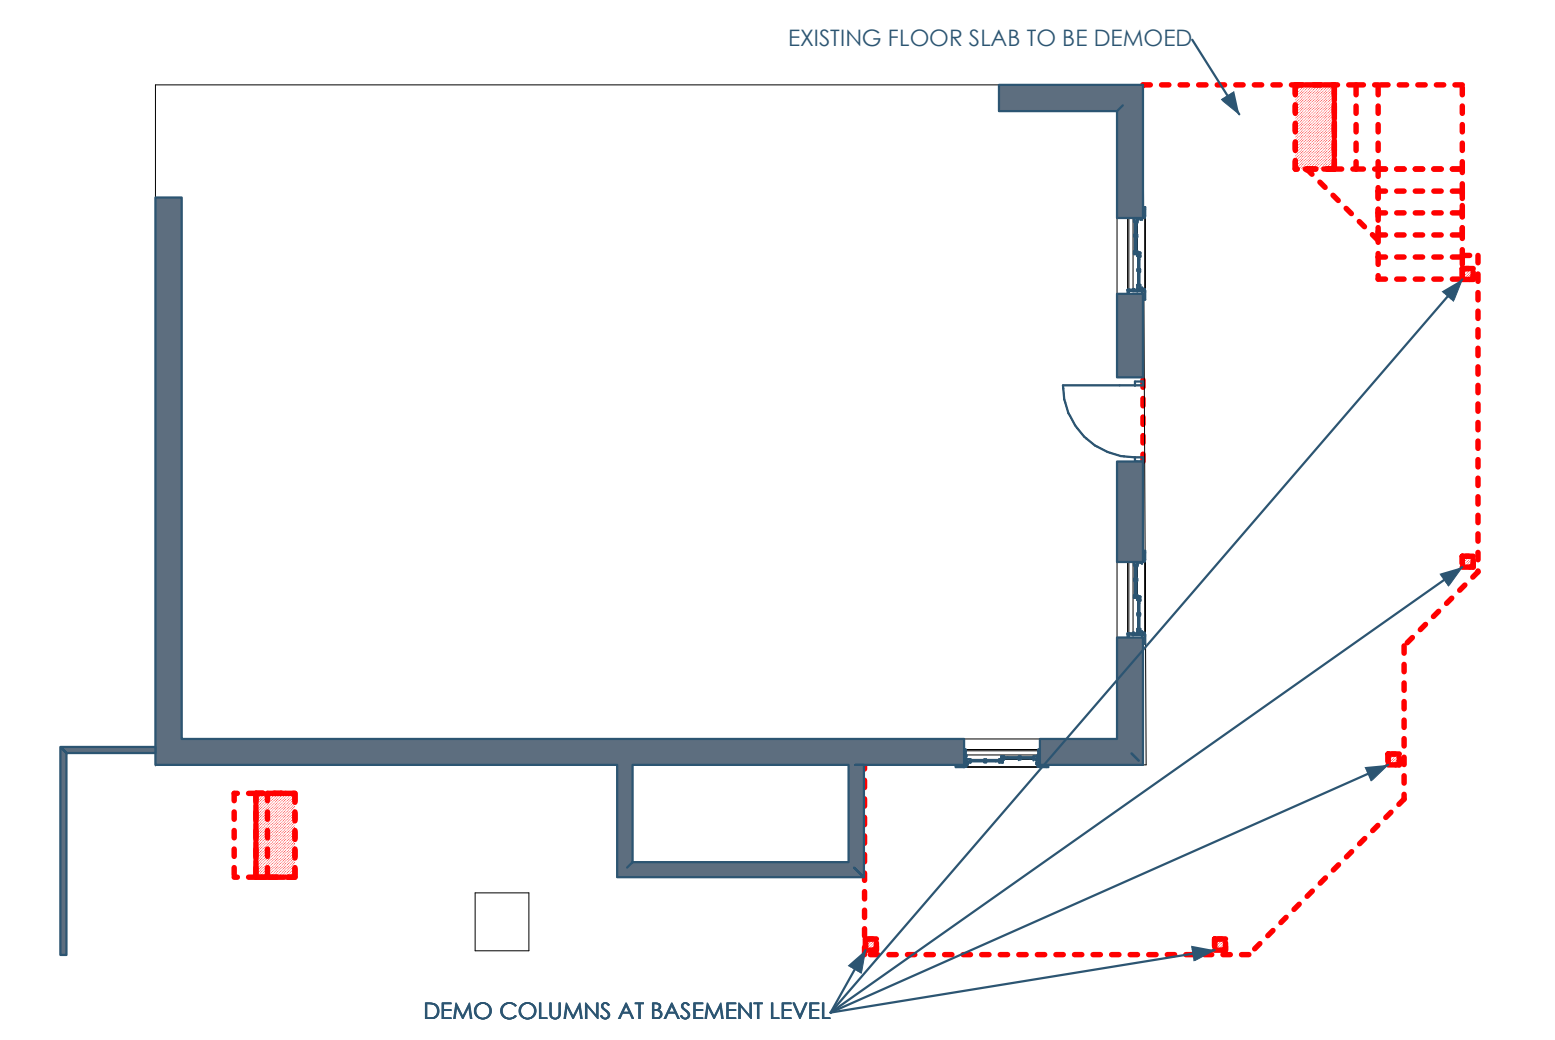 EXISTING FLOOR SLAB TO BE DEMOED
DEMO COLUMNS AT BASEMENT LEVEL